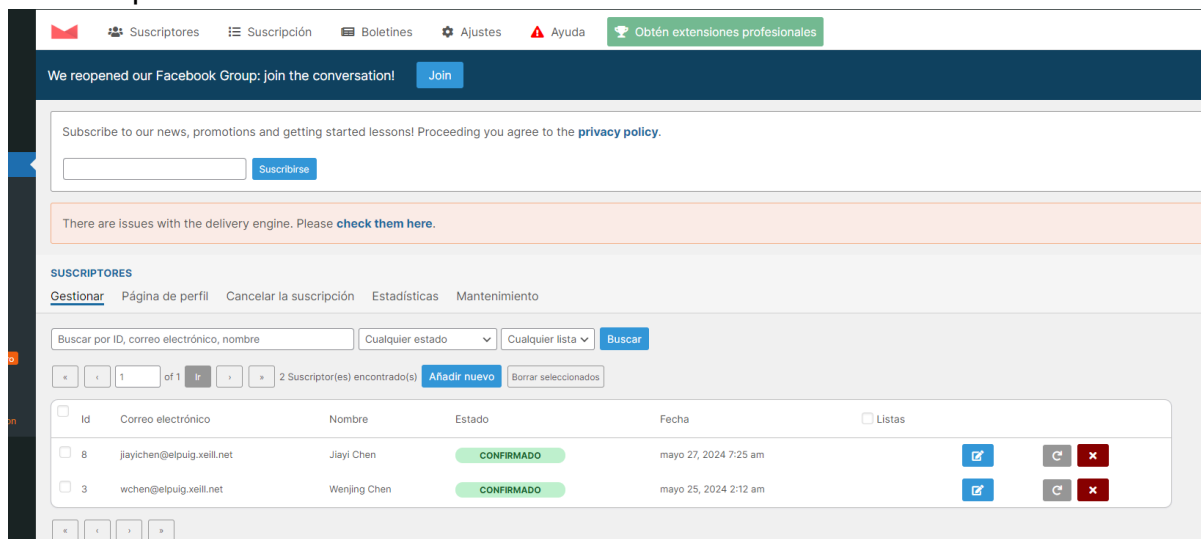 Suscriptores Suscripción Boletines Ajustes Ayuda Obtén extensiones profesionales
We reopened our Facebook Group: join the conversation! Join
Subscribe to our news, promotions and getting started lessons! Proceeding you agree to the privacy policy.
Suscribirse
There are issues with the delivery engine. Please check them here.
SUSCRIPTORES
Gestionar Página de perfil Cancelar la suscripción Estadísticas Mantenimiento
Buscar por ID, correo electrónico, nombre Cualquier estado Cualquier lista Buscar
« ‹ 1 of 1 Ir › » 2 Suscriptor(es) encontrado(s) Añadir nuevo Borrar seleccionados
Id Correo electrónico Nombre Estado Fecha Listas
8 jiayichen@elpuig.xeill.net Jiayi Chen CONFIRMADO mayo 27, 2024 7:25 am
3 wchen@elpuig.xeill.net Wenjing Chen CONFIRMADO mayo 25, 2024 2:12 am
« ‹ › »